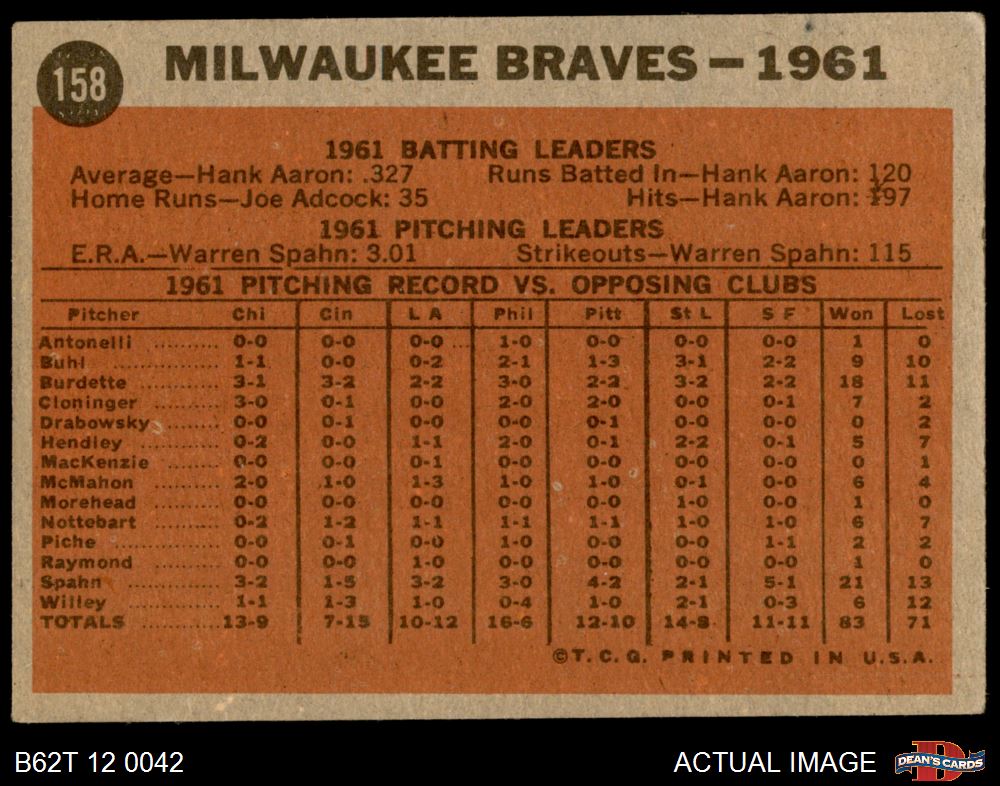 158
MILWAUKEE BRAVES — 1961
1961 BATTING LEADERS
Average—Hank Aaron: .327 Runs Batted In—Hank Aaron: 120
Home Runs—Joe Adcock: 35 Hits—Hank Aaron: 197
1961 PITCHING LEADERS
E.R.A.—Warren Spahn: 3.01 Strikeouts—Warren Spahn: 115
1961 PITCHING RECORD VS. OPPOSING CLUBS
Pitcher Chi Cin L A Phil Pitt St L S F Won Lost
Antonelli .......... 0-0 0-0 0-0 1-0 0-0 0-0 0-0 1 0
Buhl .......... 1-1 0-0 0-2 2-1 1-3 3-1 2-2 9 10
Burdette .......... 3-1 3-2 2-2 3-0 2-2 3-2 2-2 18 11
Cloninger .......... 3-0 0-1 0-0 2-0 2-0 0-0 0-1 7 2
Drabowsky .......... 0-0 0-1 0-0 0-0 0-1 0-0 0-0 0 2
Hendley .......... 0-2 0-0 1-1 2-0 0-1 2-2 0-1 5 7
MacKenzie .......... 0-0 0-0 0-1 0-0 0-0 0-0 0-0 0 1
McMahon .......... 2-0 1-0 1-3 1-0 1-0 0-1 0-0 6 4
Morehead .......... 0-0 0-0 0-0 0-0 0-0 1-0 0-0 1 0
Nottebart .......... 0-2 1-2 1-1 1-1 1-1 1-0 1-0 6 7
Piche .......... 0-0 0-1 0-0 1-0 0-0 0-0 1-1 2 2
Raymond .......... 0-0 0-0 1-0 0-0 0-0 0-0 0-0 1 0
Spahn .......... 3-2 1-5 3-2 3-0 4-2 2-1 5-1 21 13
Willey .......... 1-1 1-3 1-0 0-4 1-0 2-1 0-3 6 12
TOTALS .......... 13-9 7-15 10-12 16-6 12-10 14-8 11-11 83 71
©T.C.G. PRINTED IN U.S.A.
B62T 12 0042 ACTUAL IMAGE D DEAN'S CARDS